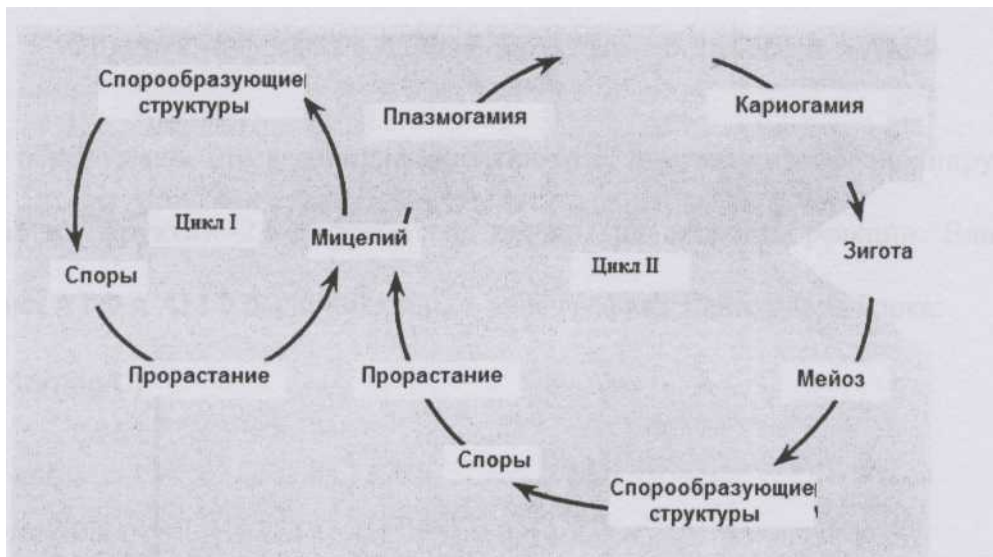 Спорообразующие
структуры
Плазмогамия
Кариогамия
Цикл I
Мицелий
Цикл II
Зигота
Споры
Прорастание
Прорастание
Мейоз
Споры
Спорообразующие
структуры